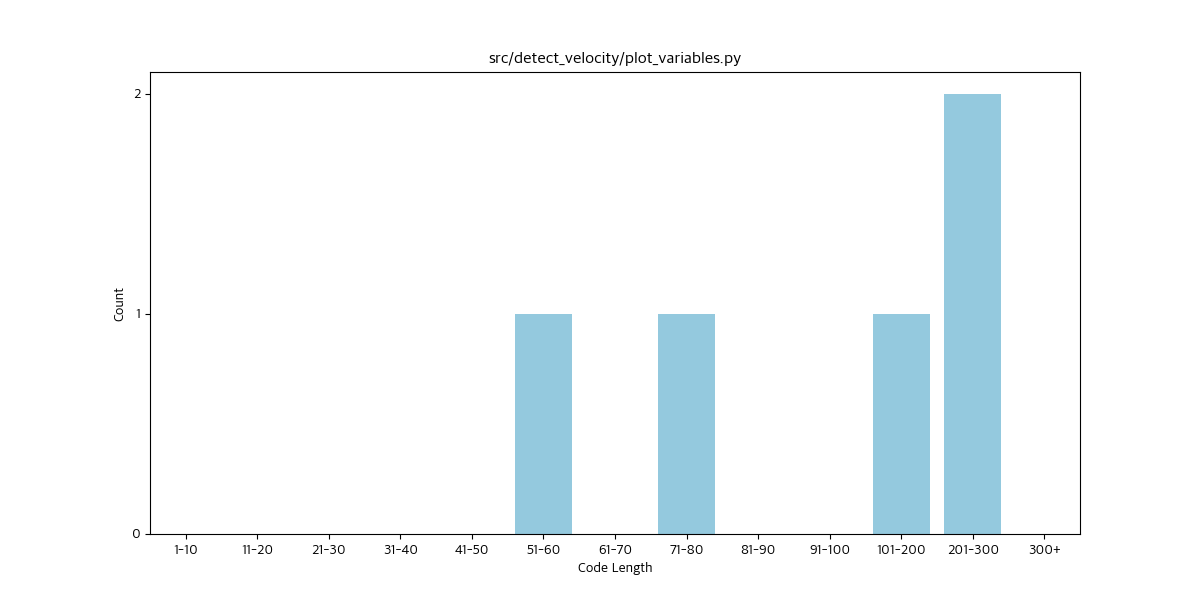 src/detect_velocity/plot_variables.py
2
1
0
Count
1-10 11-20 21-30 31-40 41-50 51-60 61-70 71-80 81-90 91-100 101-200 201-300 300+
Code Length